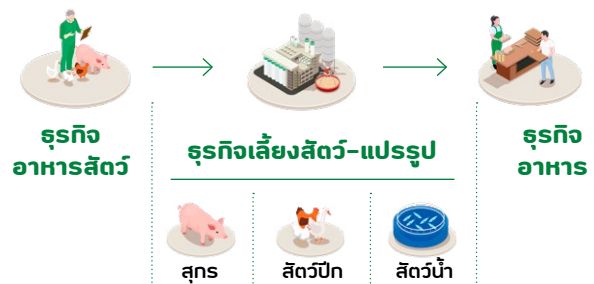 ธุรกิจ
อาหารสัตว์
ธุรกิจเลี้ยงสัตว์-แปรรูป
ธุรกิจ
อาหาร
สุกร
สัตว์ปีก
สัตว์น้ำ